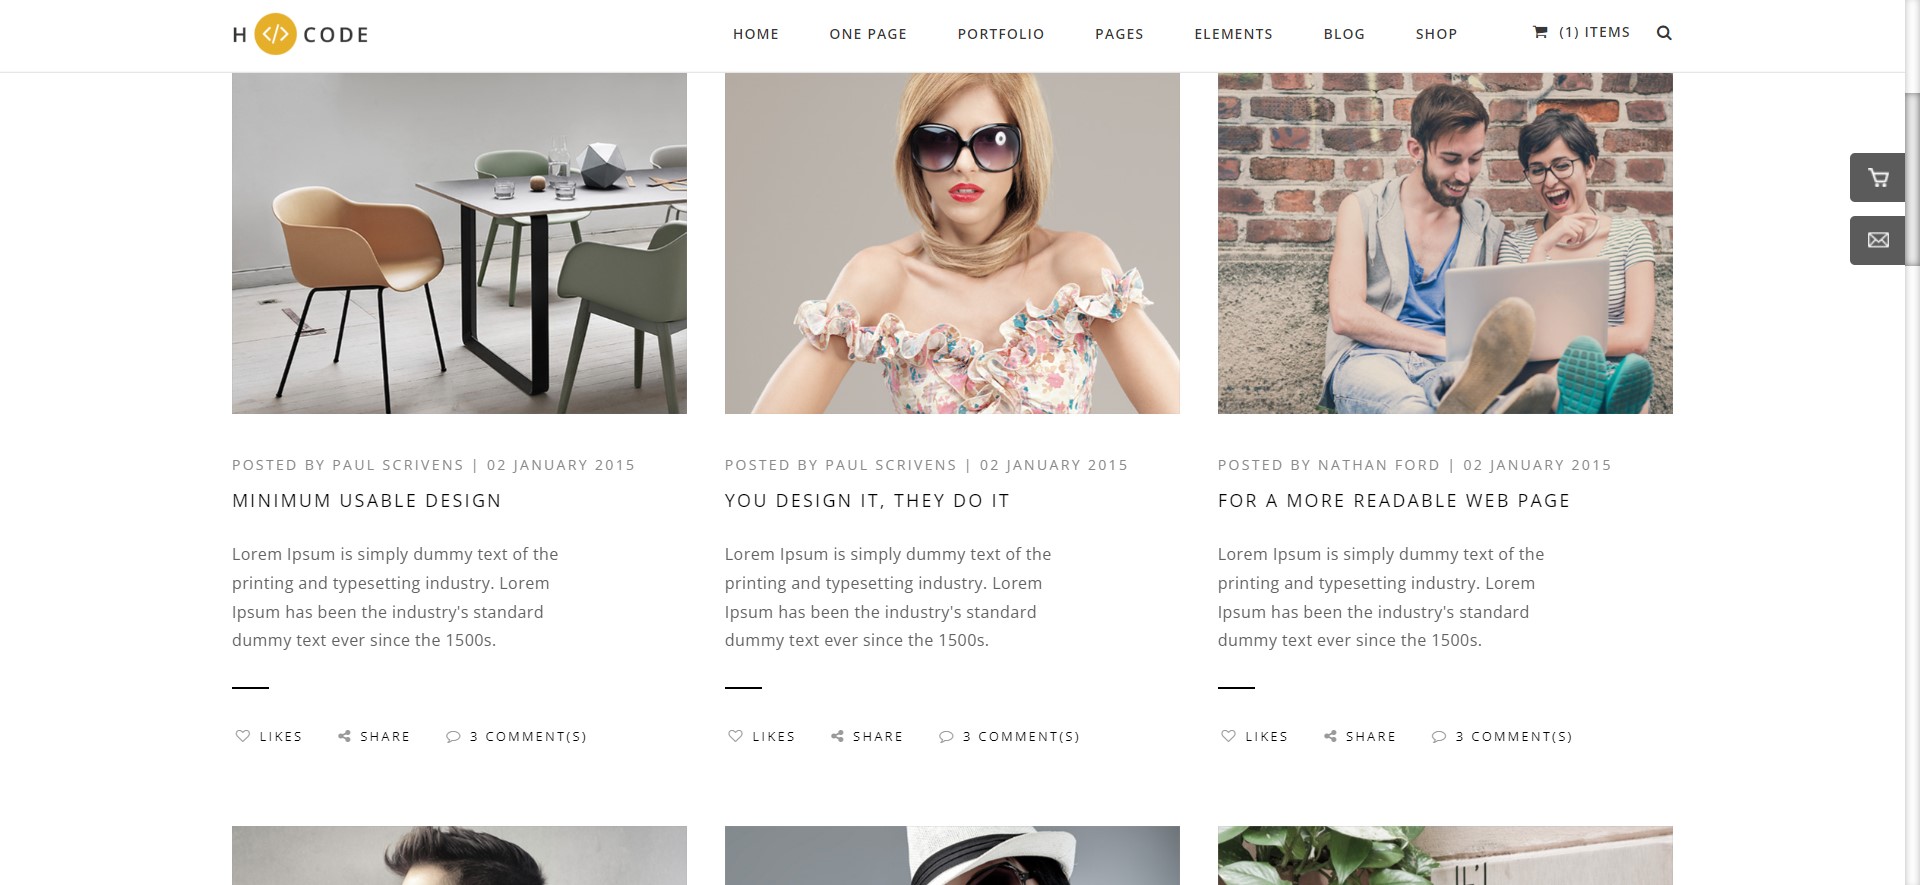 H </> CODE
HOME ONE PAGE PORTFOLIO PAGES ELEMENTS BLOG SHOP (1) ITEMS
POSTED BY PAUL SCRIVENS | 02 JANUARY 2015
MINIMUM USABLE DESIGN
Lorem Ipsum is simply dummy text of the
printing and typesetting industry. Lorem
Ipsum has been the industry's standard
dummy text ever since the 1500s.
LIKES SHARE 3 COMMENT(S)
POSTED BY PAUL SCRIVENS | 02 JANUARY 2015
YOU DESIGN IT, THEY DO IT
Lorem Ipsum is simply dummy text of the
printing and typesetting industry. Lorem
Ipsum has been the industry's standard
dummy text ever since the 1500s.
LIKES SHARE 3 COMMENT(S)
POSTED BY NATHAN FORD | 02 JANUARY 2015
FOR A MORE READABLE WEB PAGE
Lorem Ipsum is simply dummy text of the
printing and typesetting industry. Lorem
Ipsum has been the industry's standard
dummy text ever since the 1500s.
LIKES SHARE 3 COMMENT(S)